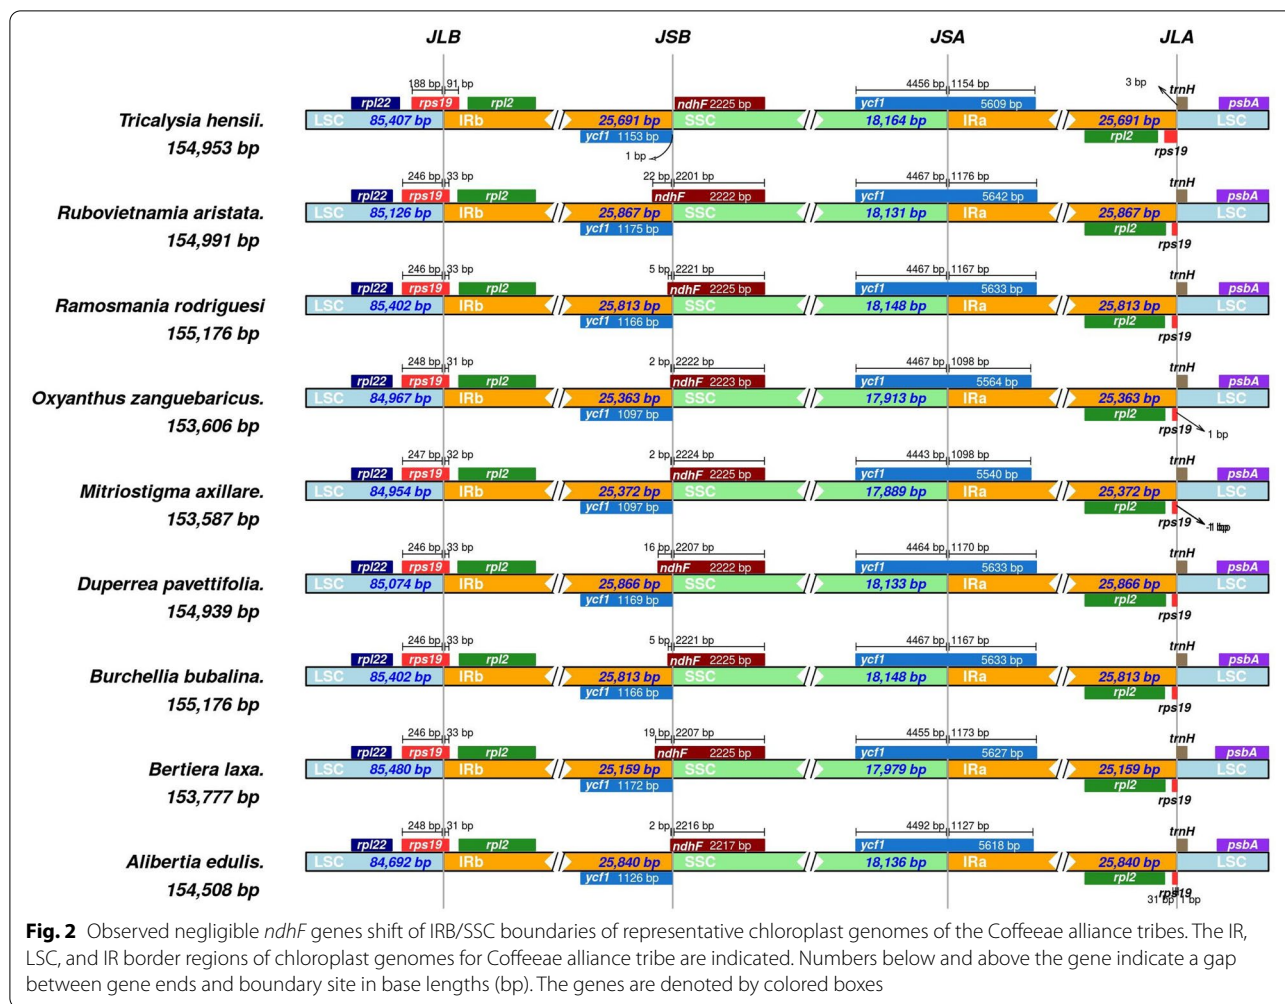 JLB JSB JSA JLA
188 bp 91 bp 4456 bp 1154 bp 3 bp trnH
rpl22 rps19 rpl2 ndhF 2225 bp ycf1 5609 bp psbA
Tricalysia hensii. LSC 85,407 bp IRb 25,691 bp SSC 18,164 bp IRa 25,691 bp LSC
154,953 bp ycf1 1153 bp rpl2
1 bp rps19
246 bp 33 bp 22 bp 2201 bp 4467 bp 1176 bp trnH
rpl22 rps19 rpl2 ndhF 2222 bp ycf1 5642 bp psbA
Rubovietnamia aristata. LSC 85,126 bp IRb 25,867 bp SSC 18,131 bp IRa 25,867 bp LSC
154,991 bp ycf1 1175 bp rpl2
rps19
246 bp 33 bp 5 bp 2221 bp 4467 bp 1167 bp trnH
rpl22 rps19 rpl2 ndhF 2225 bp ycf1 5633 bp psbA
Ramosmania rodriguesi LSC 85,402 bp IRb 25,813 bp SSC 18,148 bp IRa 25,813 bp LSC
155,176 bp ycf1 1166 bp rpl2
rps19
248 bp 31 bp 2 bp 2222 bp 4467 bp 1098 bp trnH
rpl22 rps19 rpl2 ndhF 2223 bp ycf1 5564 bp psbA
Oxyanthus zanguebaricus. LSC 84,967 bp IRb 25,363 bp SSC 17,913 bp IRa 25,363 bp LSC
153,606 bp ycf1 1097 bp rpl2
rps19 1 bp
247 bp 32 bp 2 bp 2224 bp 4443 bp 1098 bp trnH
rpl22 rps19 rpl2 ndhF 2225 bp ycf1 5540 bp psbA
Mitriostigma axillare. LSC 84,954 bp IRb 25,372 bp SSC 17,889 bp IRa 25,372 bp LSC
153,587 bp ycf1 1097 bp rpl2
rps19
246 bp 33 bp 16 bp 2207 bp 4464 bp 1170 bp trnH
rpl22 rps19 rpl2 ndhF 2222 bp ycf1 5633 bp psbA
Duperrea pavettifolia. LSC 85,074 bp IRb 25,866 bp SSC 18,133 bp IRa 25,866 bp LSC
154,939 bp ycf1 1169 bp rpl2
rps19
246 bp 33 bp 5 bp 2221 bp 4467 bp 1167 bp trnH
rpl22 rps19 rpl2 ndhF 2225 bp ycf1 5633 bp psbA
Burchellia bubalina. LSC 85,402 bp IRb 25,813 bp SSC 18,148 bp IRa 25,813 bp LSC
155,176 bp ycf1 1166 bp rpl2
rps19
246 bp 33 bp 19 bp 2207 bp 4455 bp 1173 bp trnH
rpl22 rps19 rpl2 ndhF 2225 bp ycf1 5627 bp psbA
Bertiera laxa. LSC 85,480 bp IRb 25,159 bp SSC 17,979 bp IRa 25,159 bp LSC
153,777 bp ycf1 1172 bp rpl2
rps19
248 bp 31 bp 2 bp 2216 bp 4492 bp 1127 bp trnH
rpl22 rps19 rpl2 ndhF 2217 bp ycf1 5618 bp psbA
Alibertia edulis. LSC 84,692 bp IRb 25,840 bp SSC 18,136 bp IRa 25,840 bp LSC
154,508 bp ycf1 1126 bp rpl2
rps19
31 bp 1 bp
Fig. 2 Observed negligible ndhF genes shift of IRB/SSC boundaries of representative chloroplast genomes of the Coffeeae alliance tribes. The IR,
LSC, and IR border regions of chloroplast genomes for Coffeeae alliance tribe are indicated. Numbers below and above the gene indicate a gap
between gene ends and boundary site in base lengths (bp). The genes are denoted by colored boxes